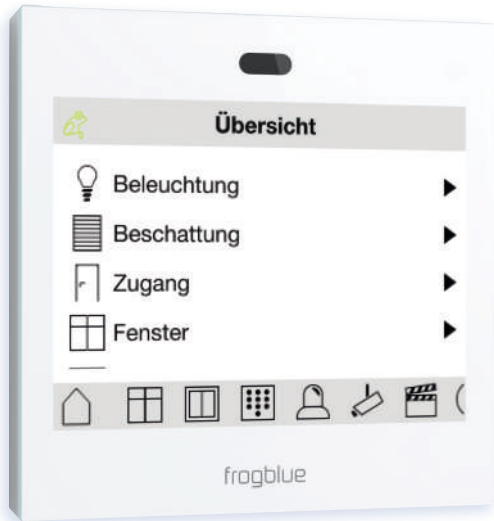 Übersicht
Beleuchtung
Beschattung
Zugang
Fenster
frogblue